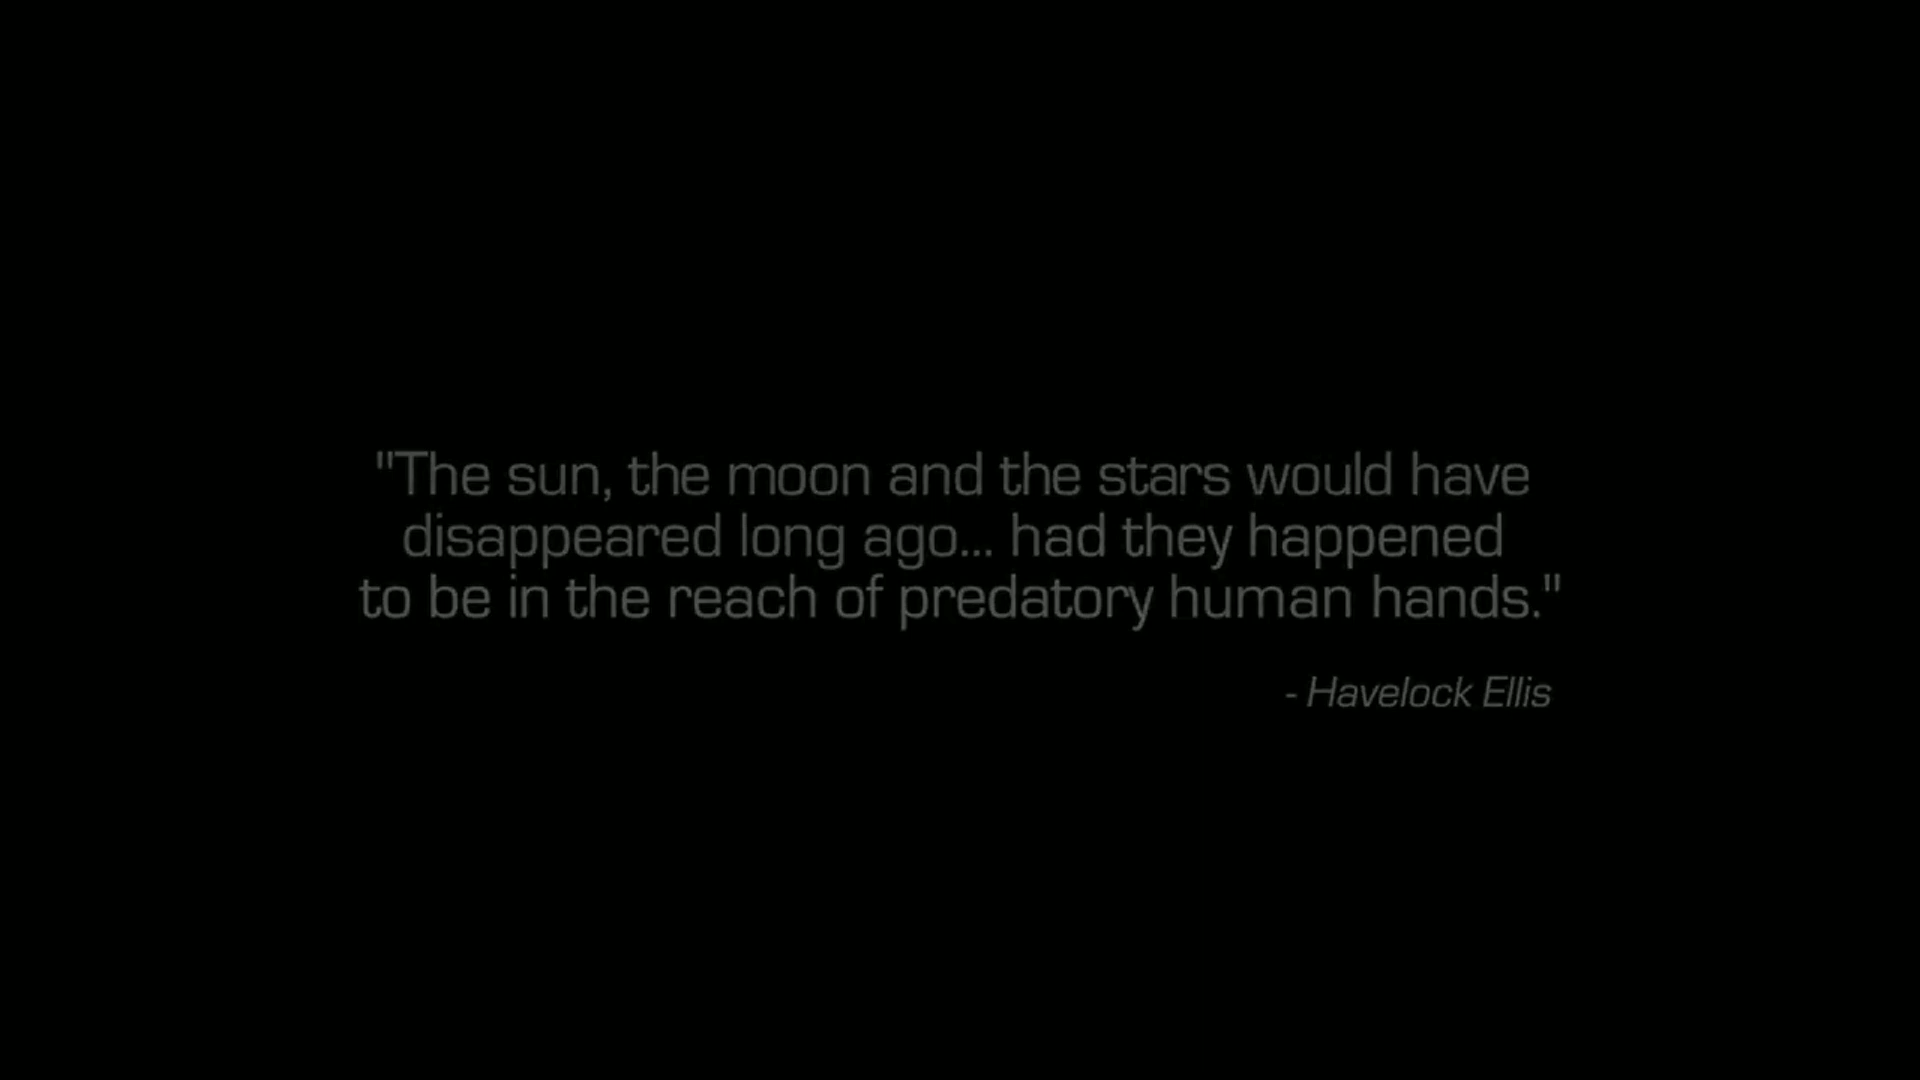 "The sun, the moon and the stars would have
disappeared long ago... had they happened
to be in the reach of predatory human hands."
- Havelock Ellis